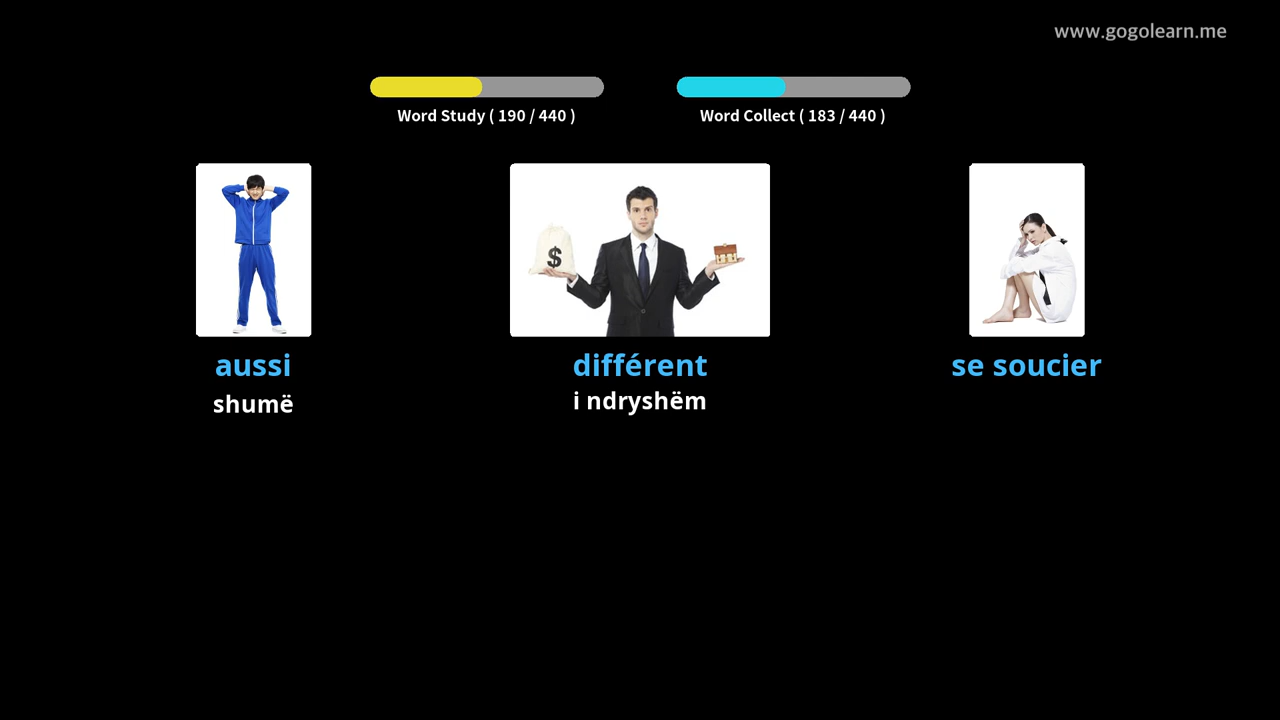 www.gogolearn.me
Word Study ( 190 / 440 )
Word Collect ( 183 / 440 )
$
aussi
shumë
différent
i ndryshëm
se soucier